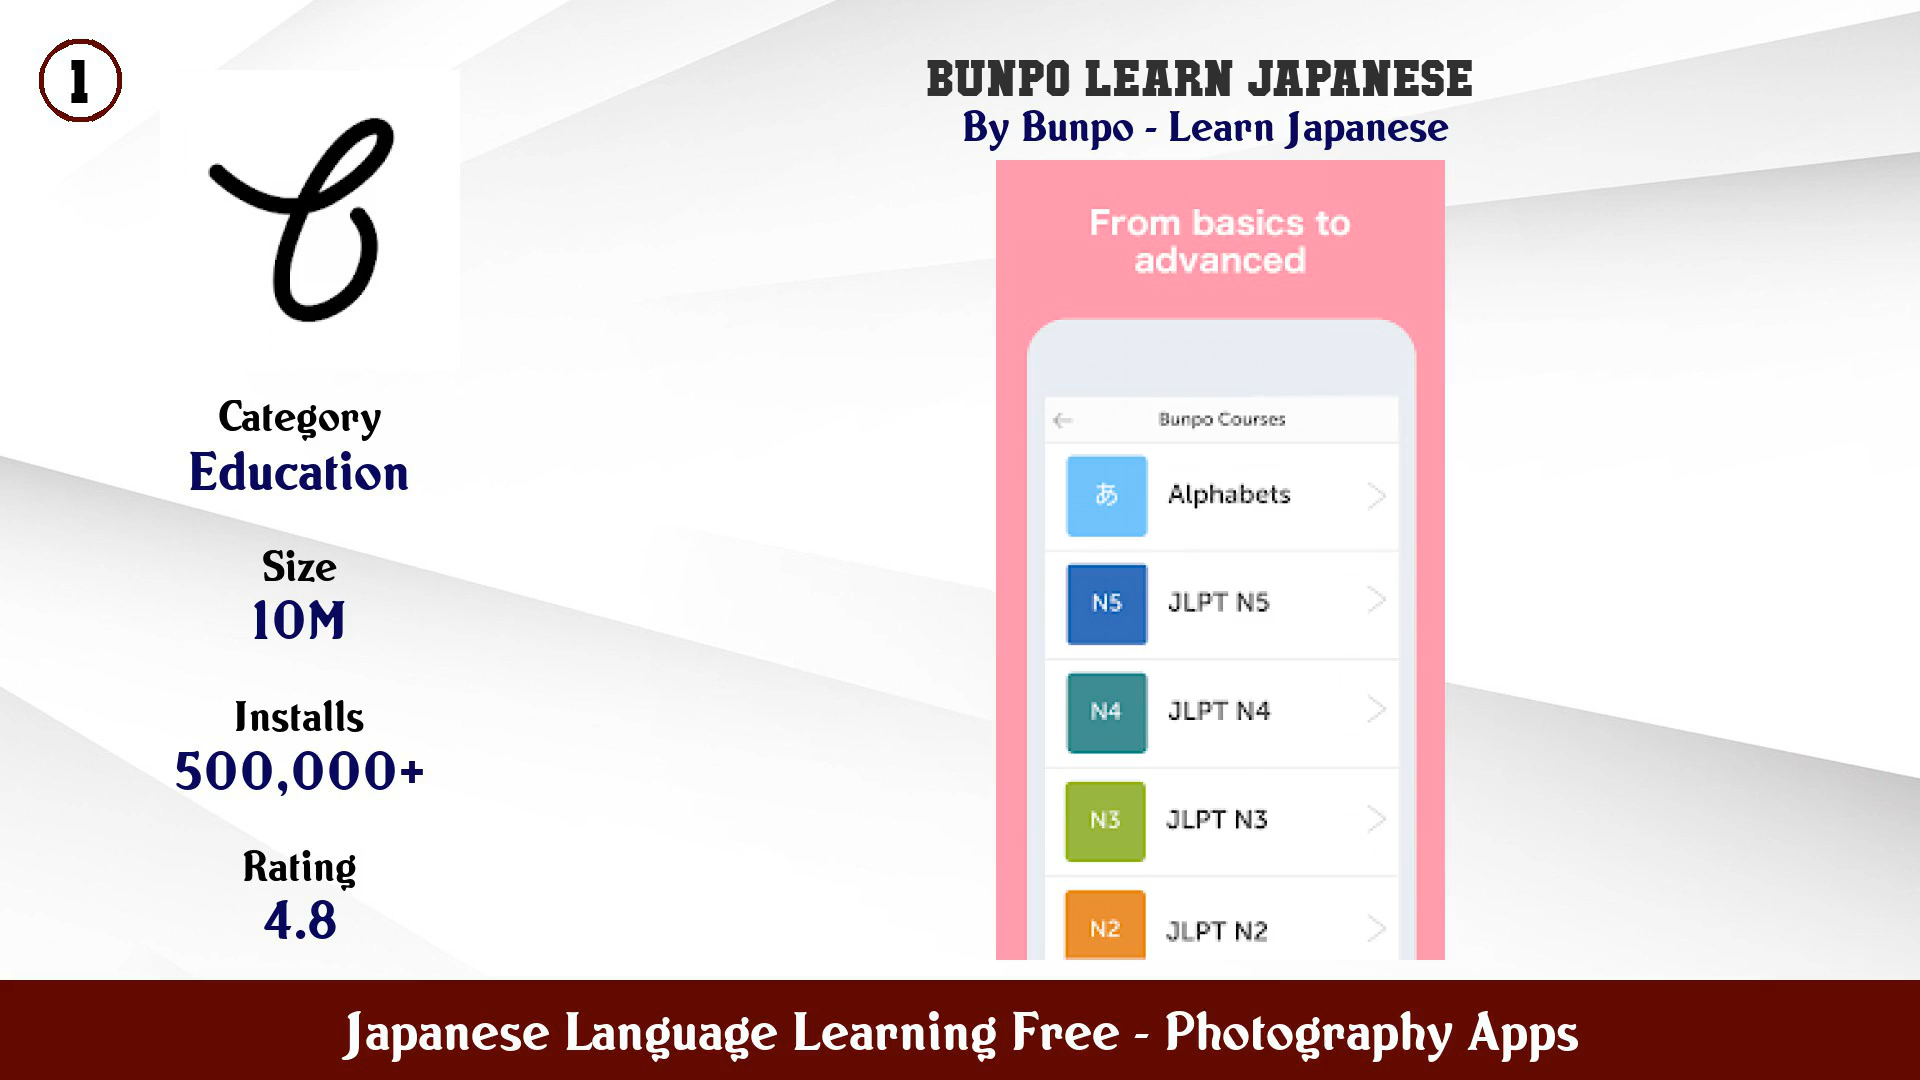 1
BUNPO LEARN JAPANESE
By Bunpo - Learn Japanese
Category
Education
Size
10M
Installs
500,000+
Rating
4.8
From basics to
advanced
Bunpo Courses
あ Alphabets
N5 JLPT N5
N4 JLPT N4
N3 JLPT N3
N2 JLPT N2
Japanese Language Learning Free - Photography Apps